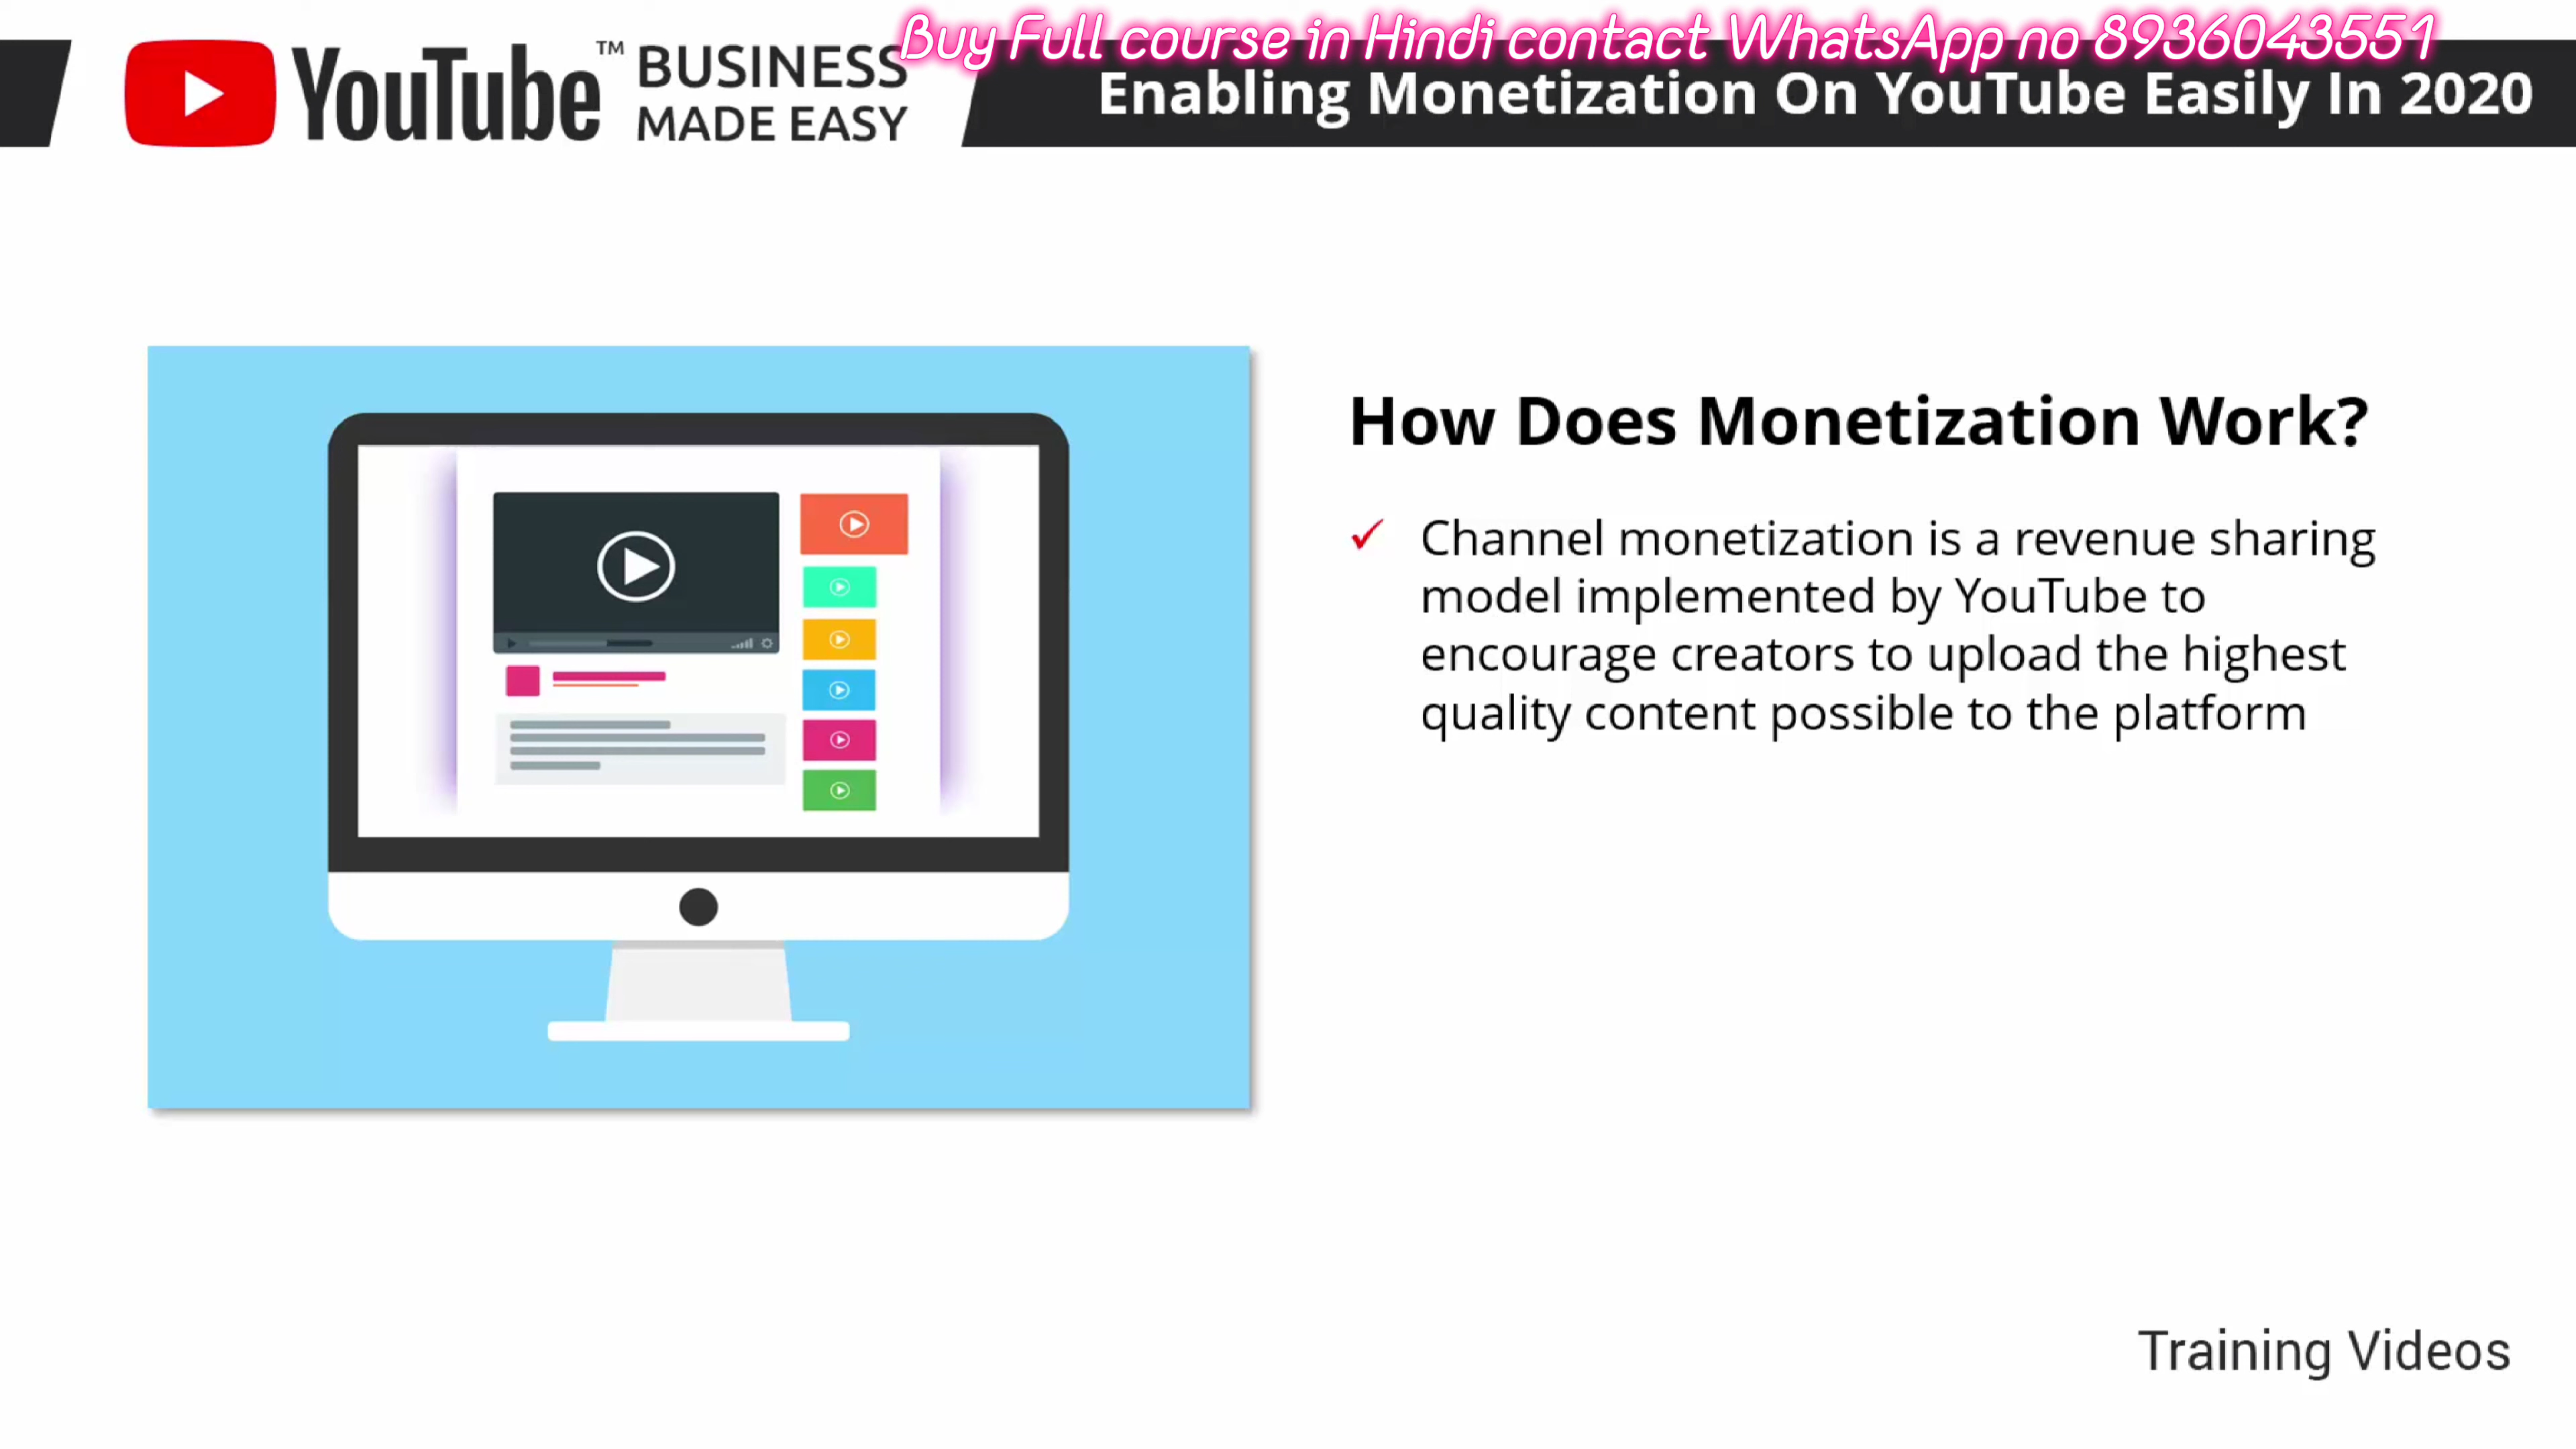 Buy Full course in Hindi contact WhatsApp no 8936043551
YouTube™ BUSINESS
MADE EASY
Enabling Monetization On YouTube Easily In 2020
How Does Monetization Work?
✓ Channel monetization is a revenue sharing
model implemented by YouTube to
encourage creators to upload the highest
quality content possible to the platform
Training Videos